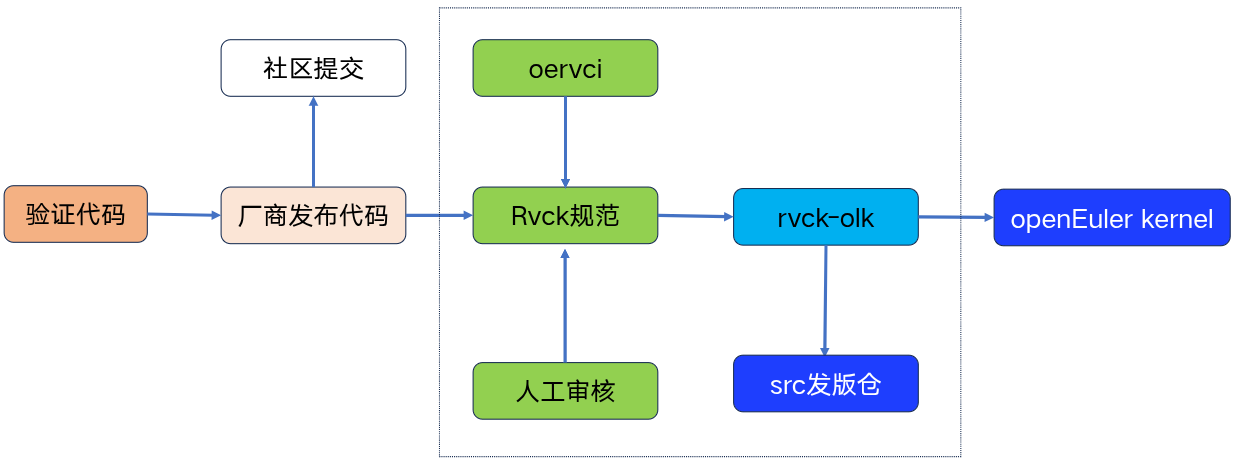 社区提交
oervci
验证代码
厂商发布代码
Rvck规范
rvck-olk
openEuler kernel
人工审核
src发版仓